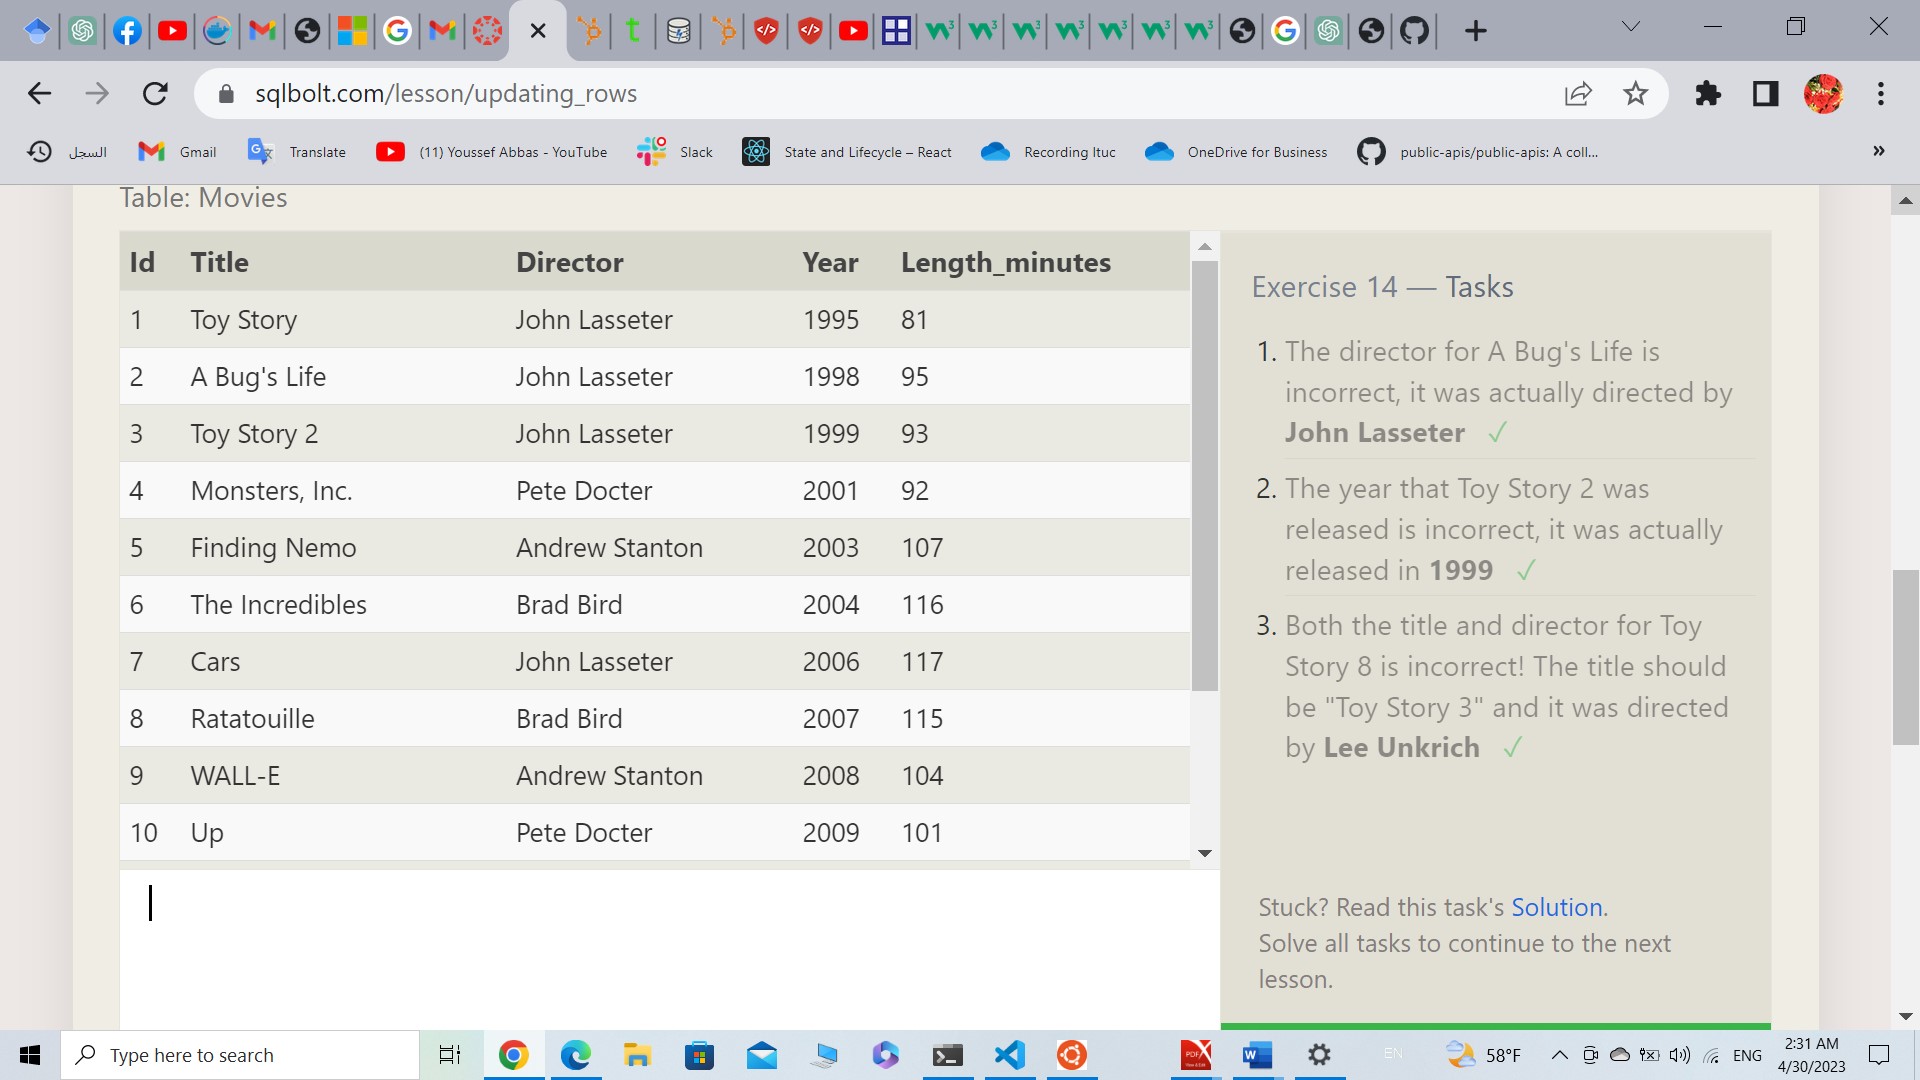 sqlbolt.com/lesson/updating_rows
السجل Gmail Translate (11) Youssef Abbas - YouTube Slack State and Lifecycle – React Recording Ituc OneDrive for Business public-apis/public-apis: A coll... »
Table: Movies
Id Title Director Year Length_minutes
1 Toy Story John Lasseter 1995 81
2 A Bug's Life John Lasseter 1998 95
3 Toy Story 2 John Lasseter 1999 93
4 Monsters, Inc. Pete Docter 2001 92
5 Finding Nemo Andrew Stanton 2003 107
6 The Incredibles Brad Bird 2004 116
7 Cars John Lasseter 2006 117
8 Ratatouille Brad Bird 2007 115
9 WALL-E Andrew Stanton 2008 104
10 Up Pete Docter 2009 101
Exercise 14 — Tasks
1. The director for A Bug's Life is
incorrect, it was actually directed by
John Lasseter ✓
2. The year that Toy Story 2 was
released is incorrect, it was actually
released in 1999 ✓
3. Both the title and director for Toy
Story 8 is incorrect! The title should
be "Toy Story 3" and it was directed
by Lee Unkrich ✓
Stuck? Read this task's Solution.
Solve all tasks to continue to the next
lesson.
Type here to search
EN
58°F
ENG
2:31 AM
4/30/2023